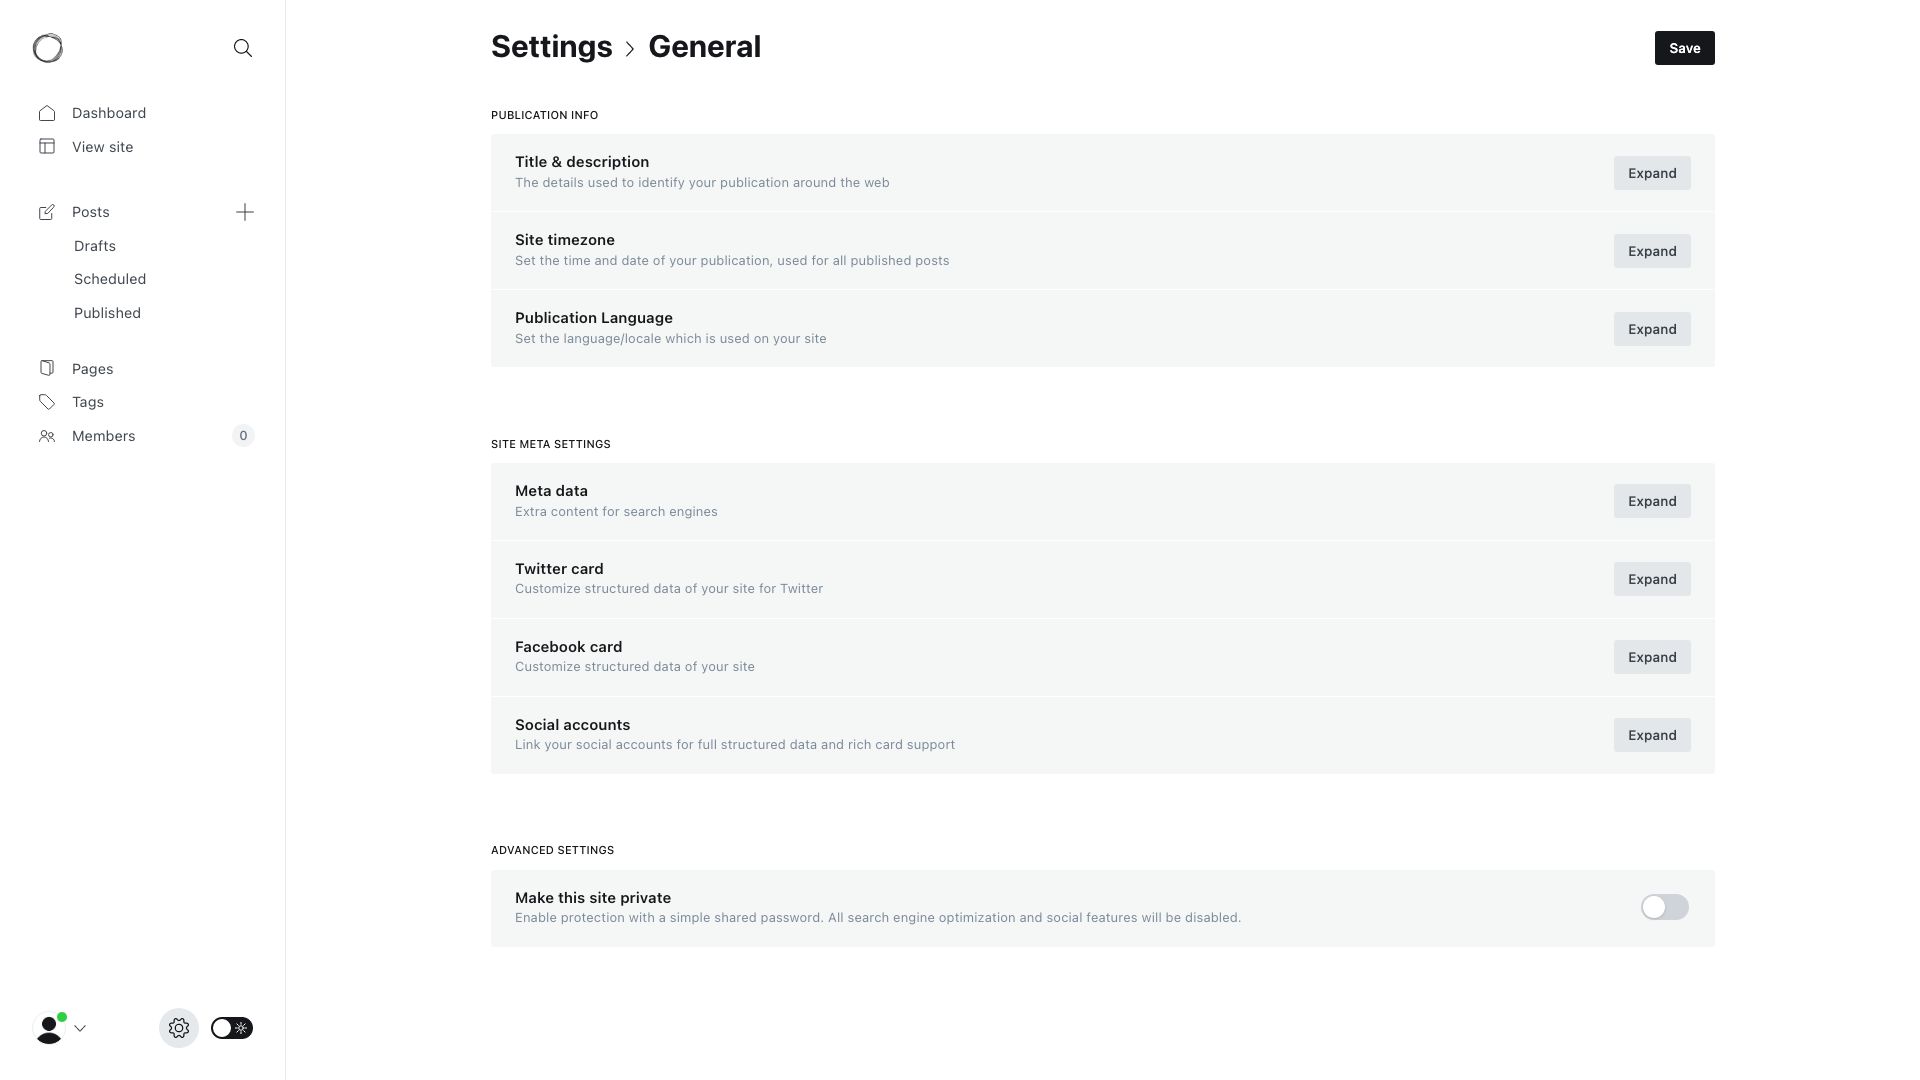 Settings > General
Save
Dashboard
View site
Posts
Drafts
Scheduled
Published
Pages
Tags
Members
0
PUBLICATION INFO
Title & description
The details used to identify your publication around the web
Expand
Site timezone
Set the time and date of your publication, used for all published posts
Expand
Publication Language
Set the language/locale which is used on your site
Expand
SITE META SETTINGS
Meta data
Extra content for search engines
Expand
Twitter card
Customize structured data of your site for Twitter
Expand
Facebook card
Customize structured data of your site
Expand
Social accounts
Link your social accounts for full structured data and rich card support
Expand
ADVANCED SETTINGS
Make this site private
Enable protection with a simple shared password. All search engine optimization and social features will be disabled.